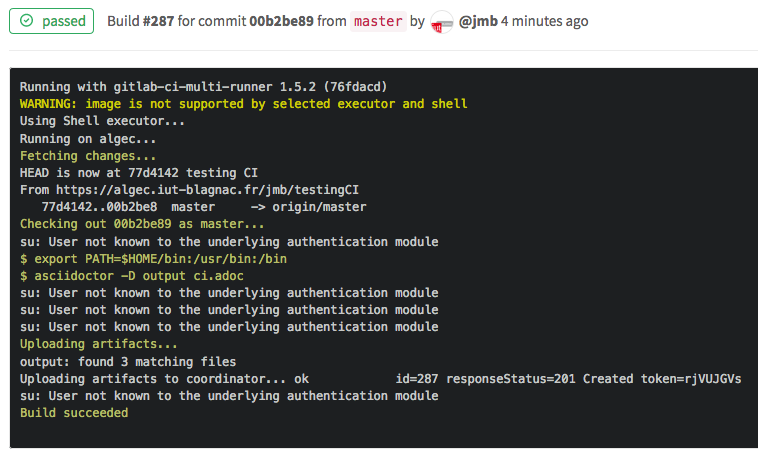 passed Build #287 for commit 00b2be89 from master by @jmb 4 minutes ago
Running with gitlab-ci-multi-runner 1.5.2 (76fdacd)
WARNING: image is not supported by selected executor and shell
Using Shell executor...
Running on algec...
Fetching changes...
HEAD is now at 77d4142 testing CI
From https://algec.iut-blagnac.fr/jmb/testingCI
   77d4142..00b2be8  master     -> origin/master
Checking out 00b2be89 as master...
su: User not known to the underlying authentication module
$ export PATH=$HOME/bin:/usr/bin:/bin
$ asciidoctor -D output ci.adoc
su: User not known to the underlying authentication module
su: User not known to the underlying authentication module
su: User not known to the underlying authentication module
Uploading artifacts...
output: found 3 matching files
Uploading artifacts to coordinator... ok            id=287 responseStatus=201 Created token=rjVUJGVs
su: User not known to the underlying authentication module
Build succeeded